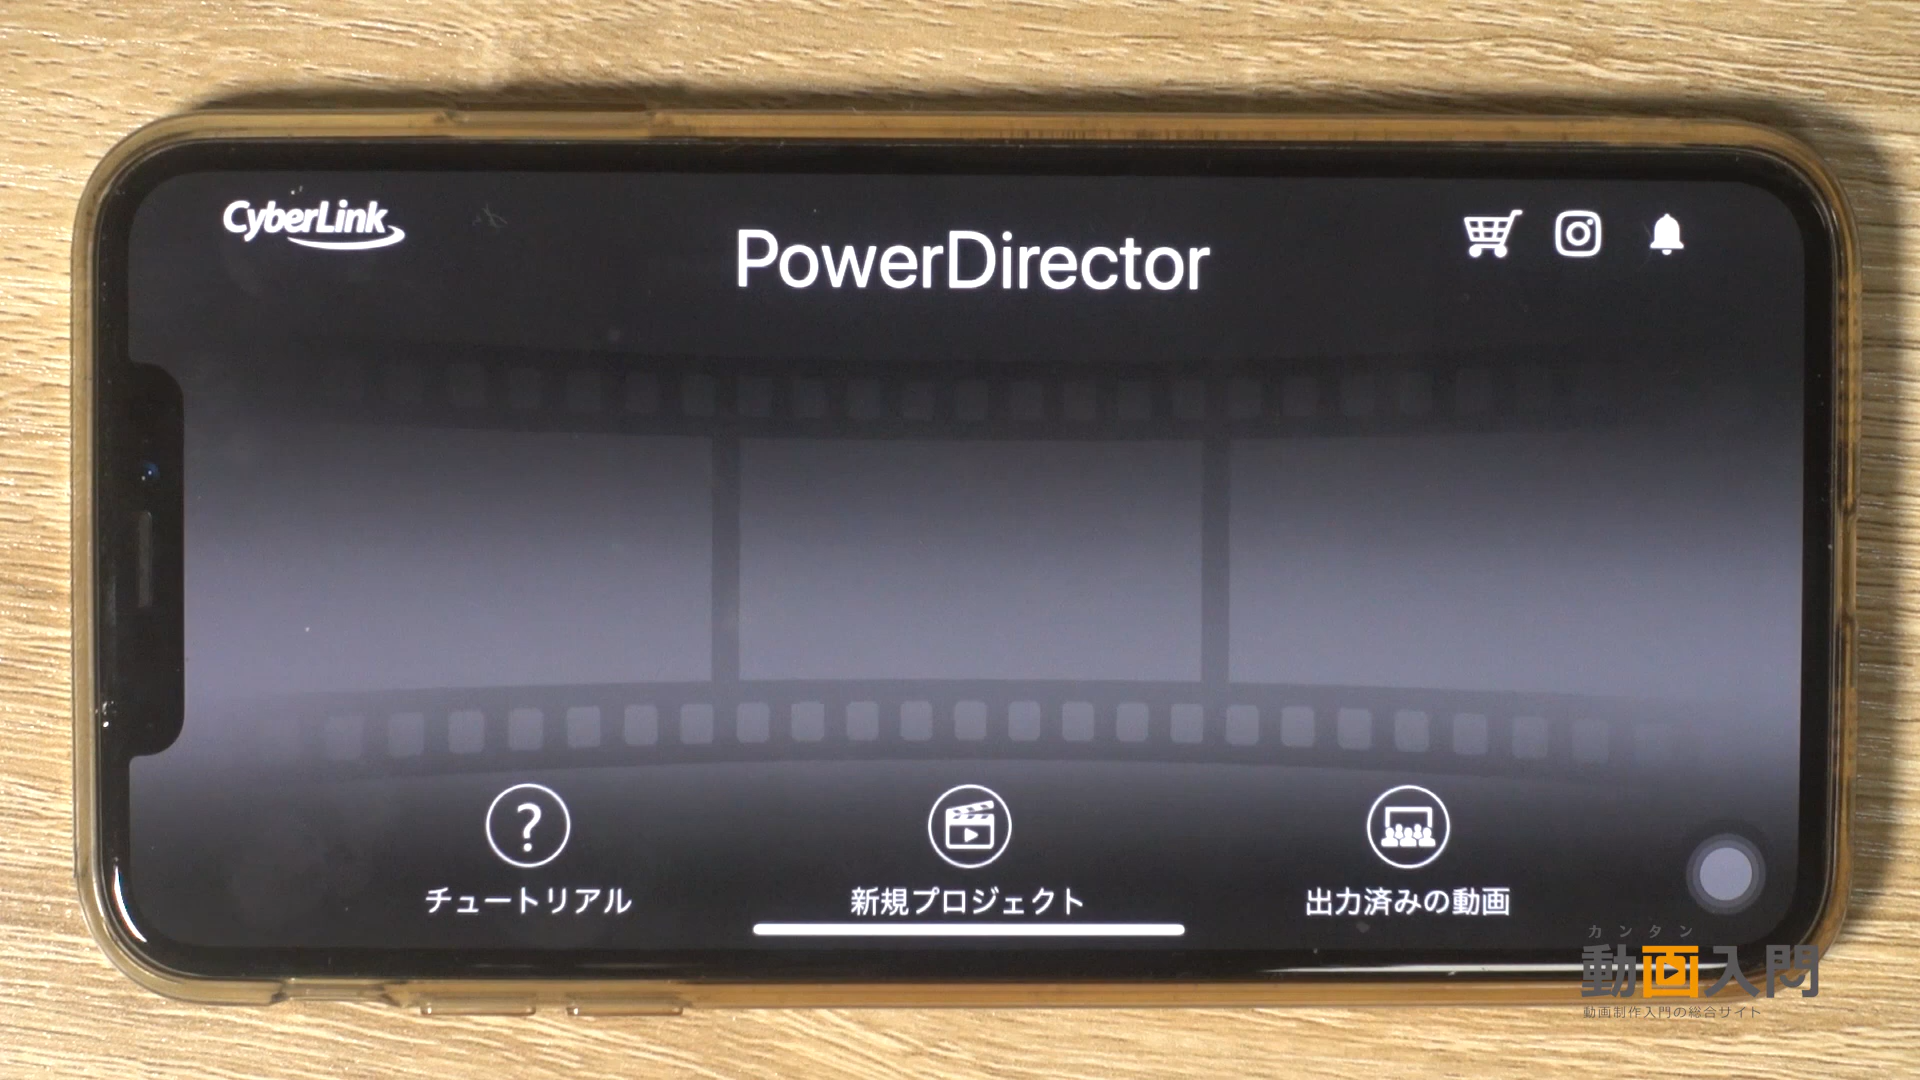 CyberLink
PowerDirector
チュートリアル
新規プロジェクト
出力済みの動画
カンタン
動画入門
動画制作入門の総合サイト